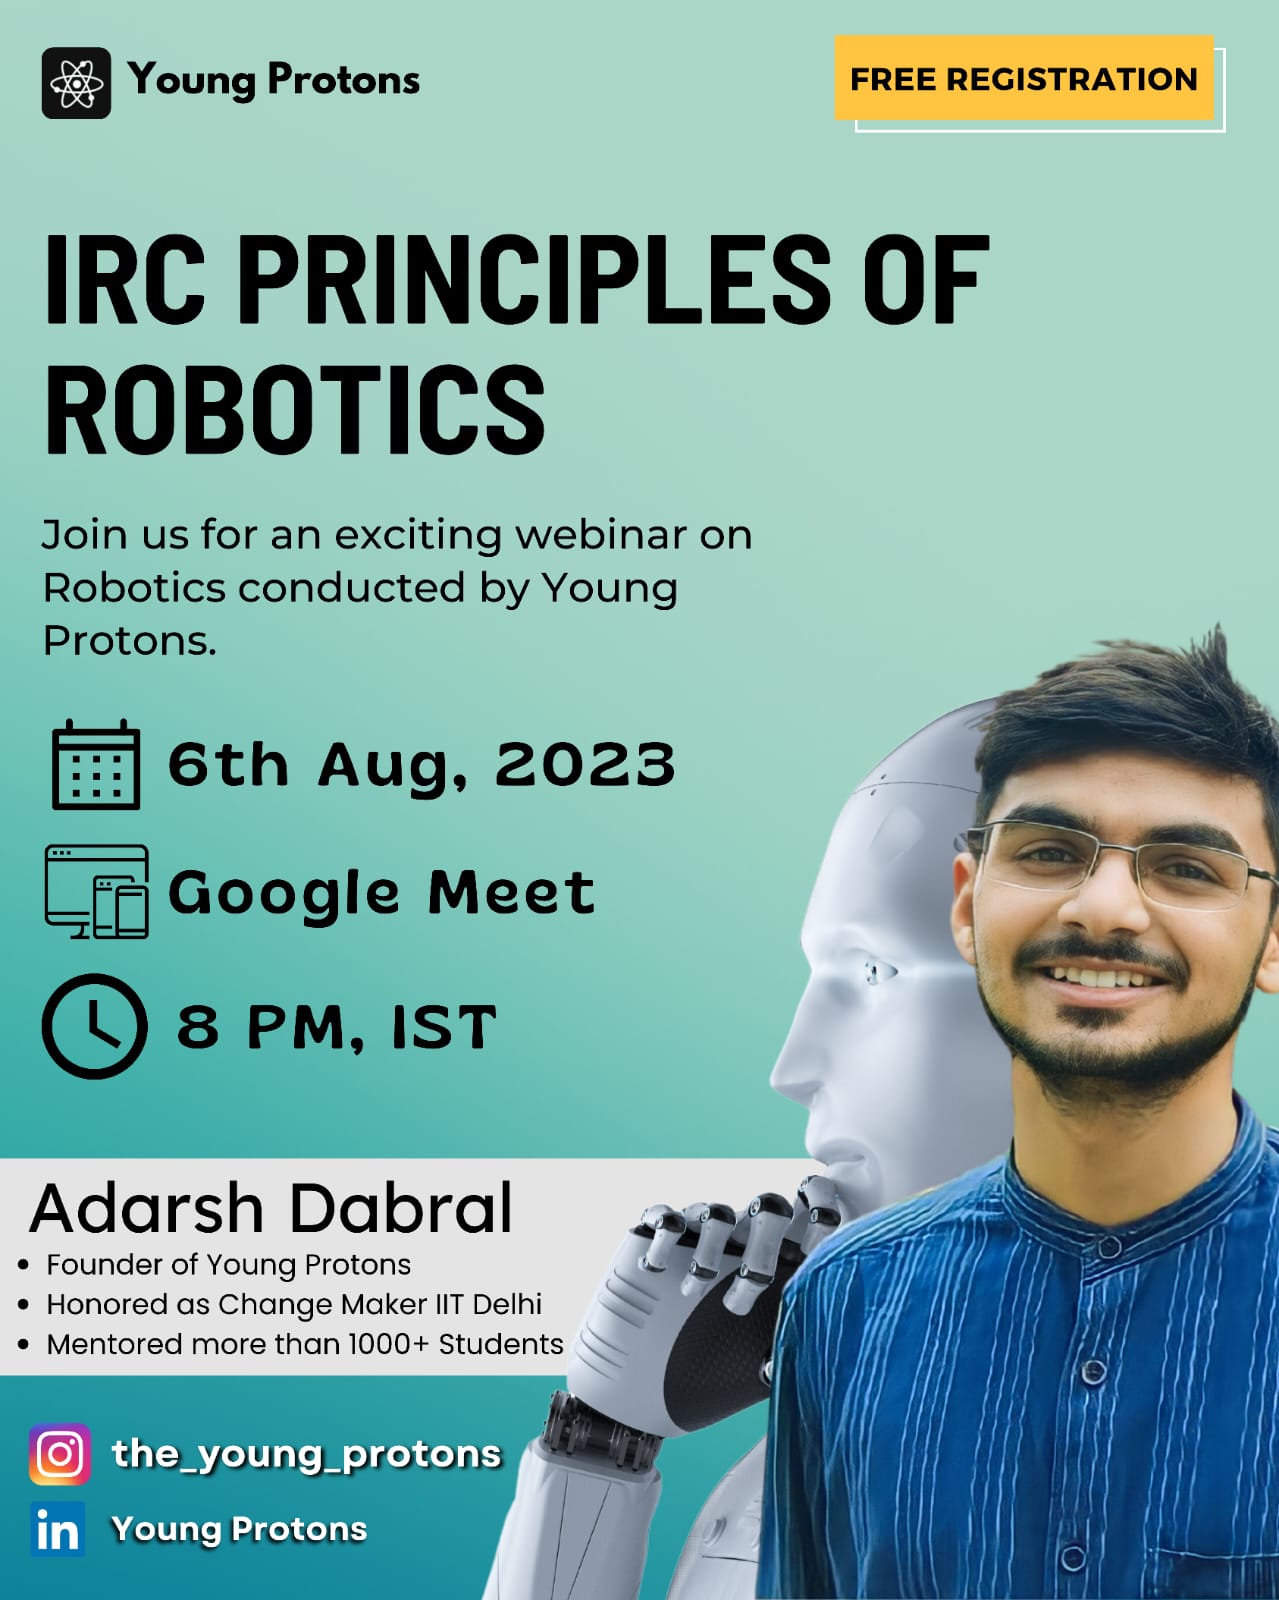 Young Protons
FREE REGISTRATION
IRC PRINCIPLES OF
ROBOTICS
Join us for an exciting webinar on
Robotics conducted by Young
Protons.
6th Aug, 2023
Google Meet
8 PM, IST
Adarsh Dabral
• Founder of Young Protons
• Honored as Change Maker IIT Delhi
• Mentored more than 1000+ Students
the_young_protons
in Young Protons